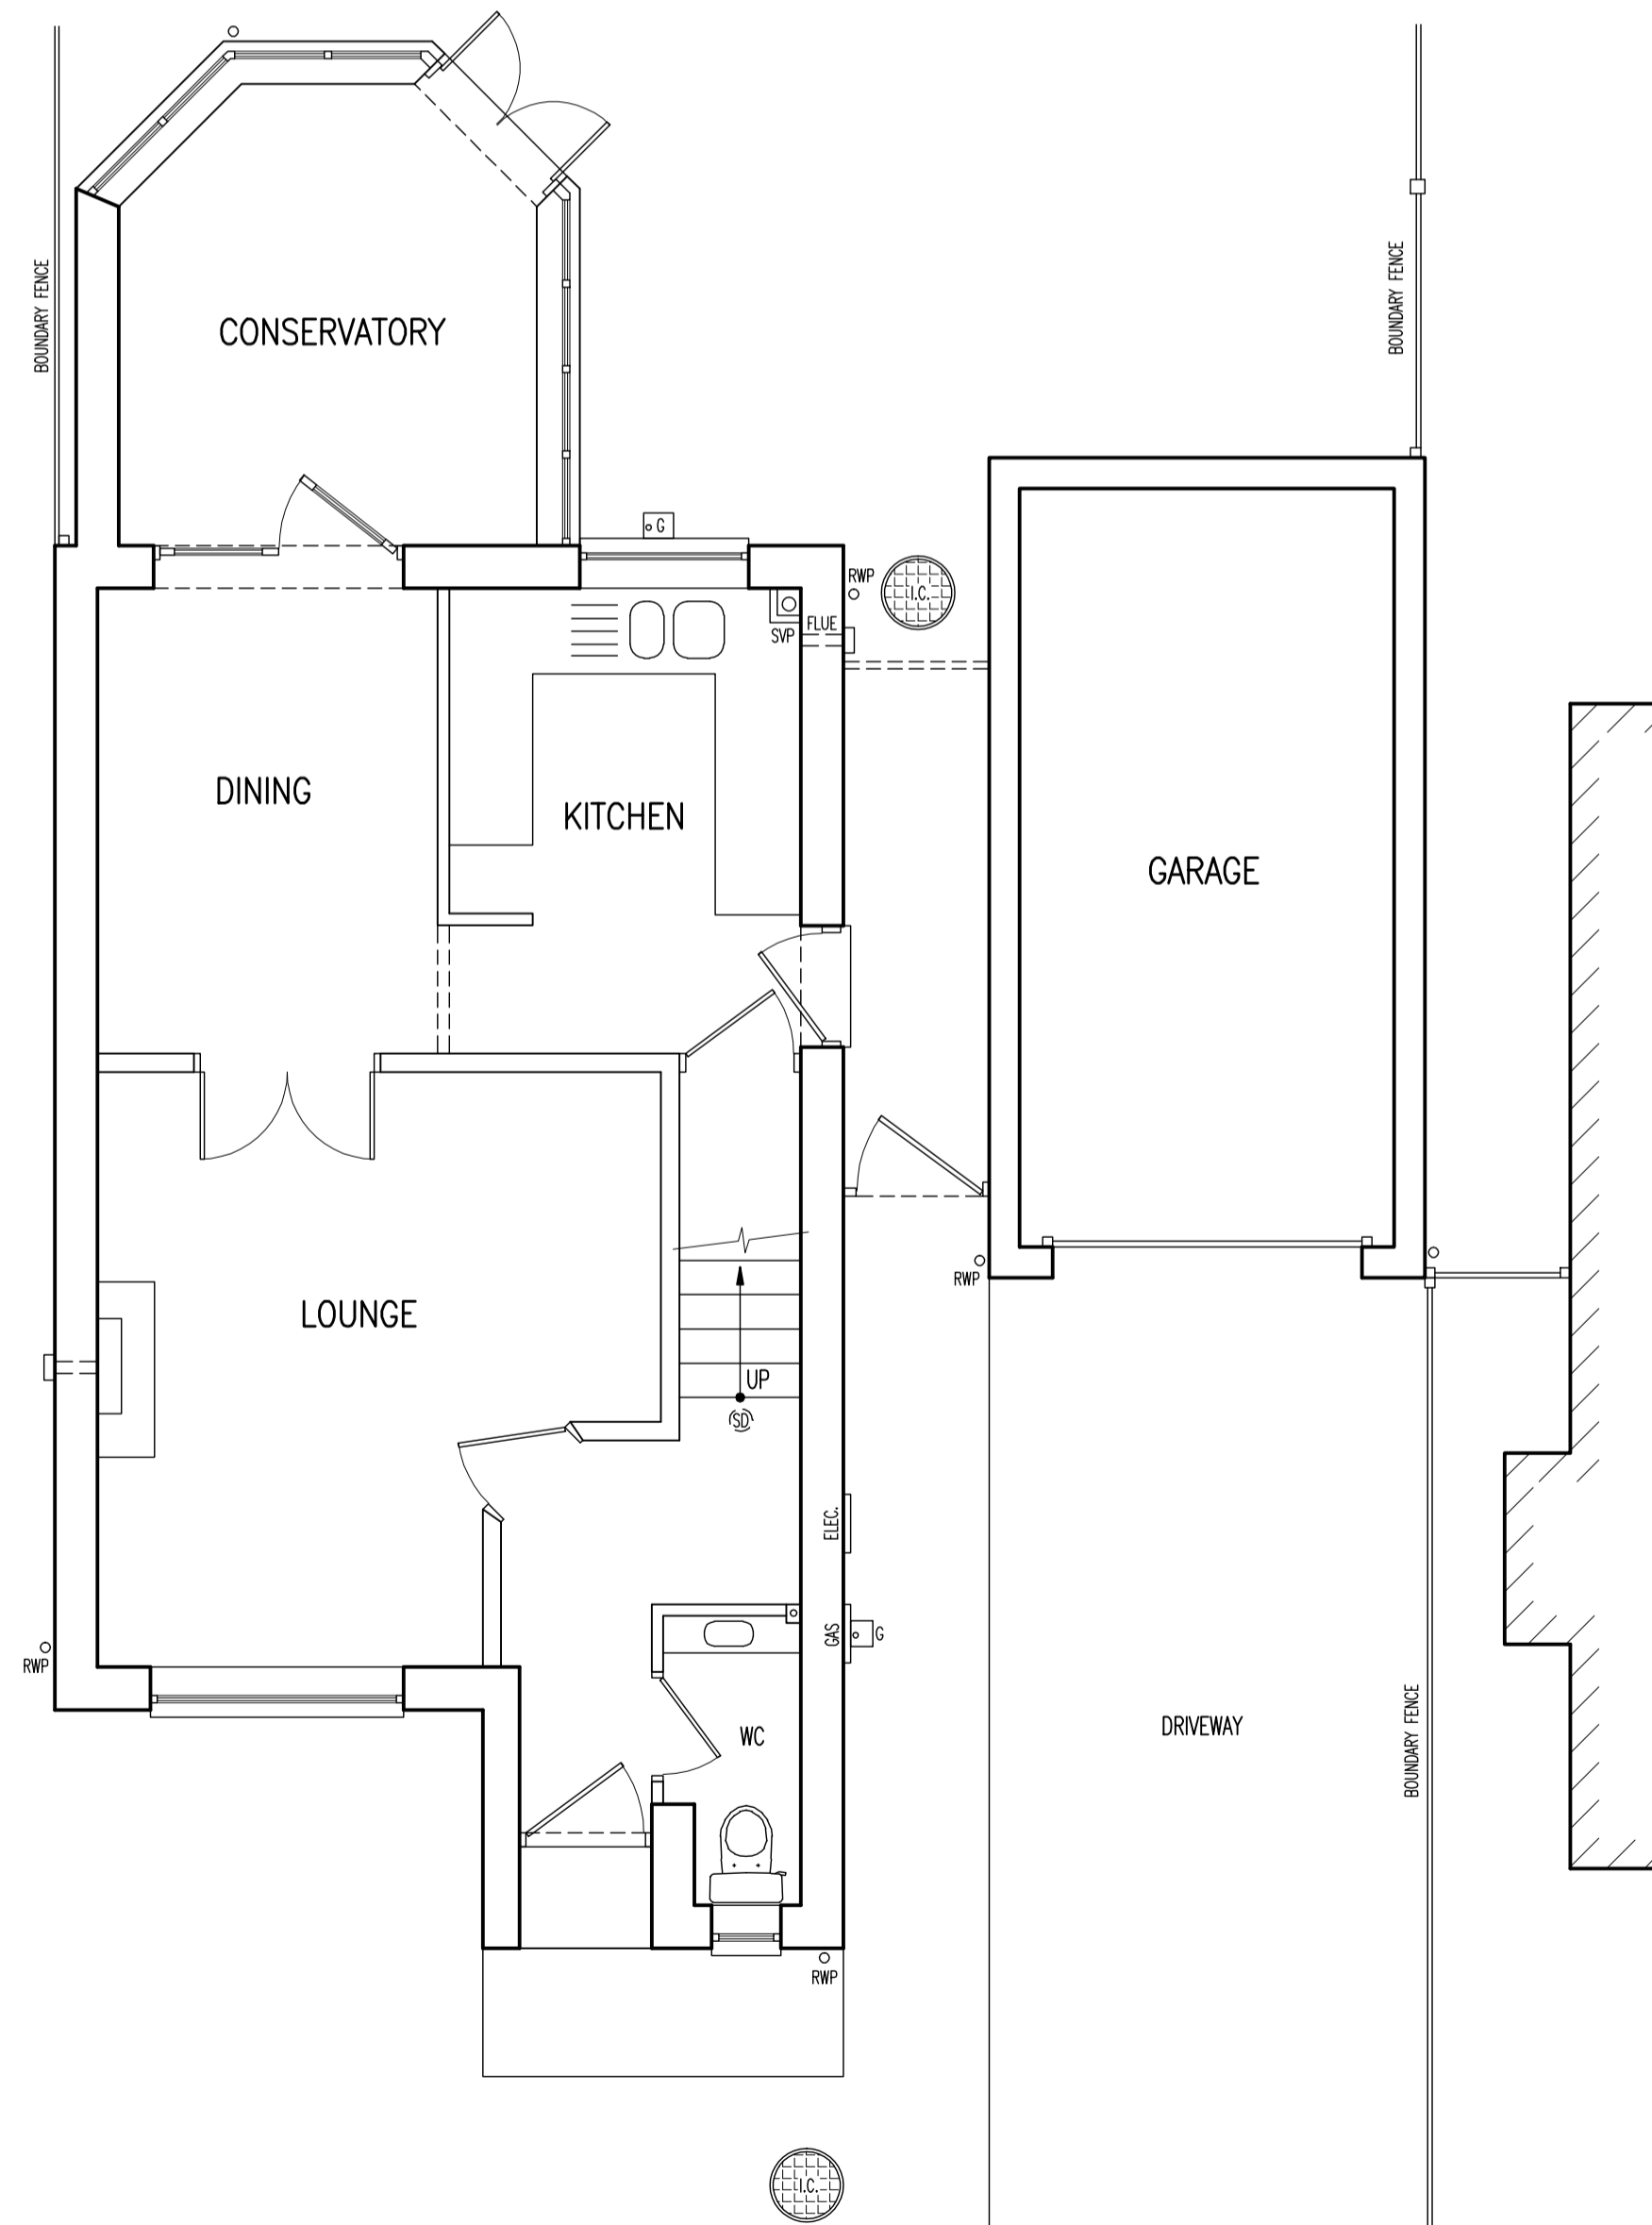 BOUNDARY FENCE
BOUNDARY FENCE
CONSERVATORY
G
RWP
I.C.
SVP
FLUE
DINING
KITCHEN
GARAGE
RWP
LOUNGE
UP
SD
ELEC.
GAS
G
RWP
WC
DRIVEWAY
BOUNDARY FENCE
RWP
I.C.